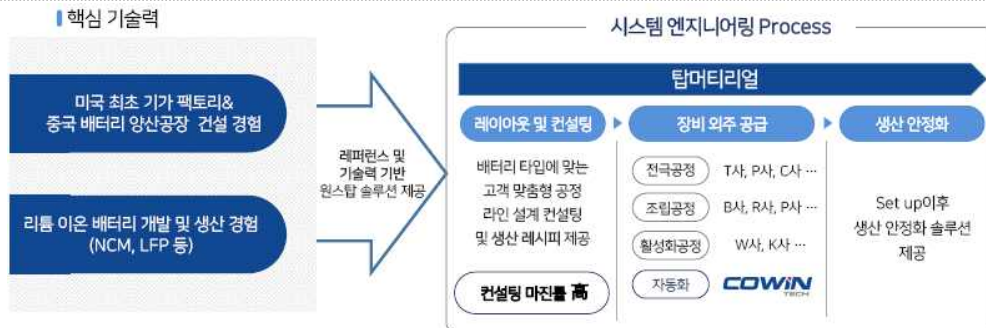 핵심 기술력
미국 최초 기가 팩토리&
중국 배터리 양산공장 건설 경험
리튬 이온 배터리 개발 및 생산 경험
(NCM, LFP 등)
레퍼런스 및
기술력 기반
원스탑 솔루션 제공
시스템 엔지니어링 Process
탑머티리얼
레이아웃 및 컨설팅
배터리 타입에 맞는
고객 맞춤형 공정
라인 설계 컨설팅
및 생산 레시피 제공
컨설팅 마진률 高
장비 외주 공급
전극공정 T사, P사, C사 ···
조립공정 B사, R사, P사 ···
활성화공정 W사, K사 ···
자동화 COWIN
TECH
생산 안정화
Set up이후
생산 안정화 솔루션
제공